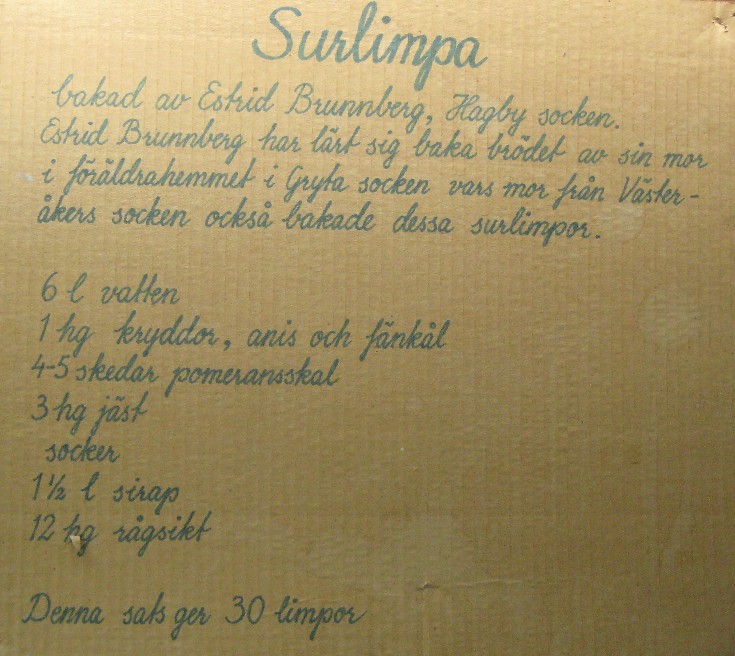 Surlimpa
bakad av Estrid Brunnberg, Hagby socken.
Estrid Brunnberg har lärt sig baka brödet av sin mor
i föräldrahemmet i Gryta socken vars mor från Väster-
åkers socken också bakade dessa surlimpor.
6 l vatten
1 hg kryddor, anis och fänkål
4-5 skedar pomeransskal
3 hg jäst
socker
1 ½ l sirap
12 kg rågsikt
Denna sats ger 30 limpor